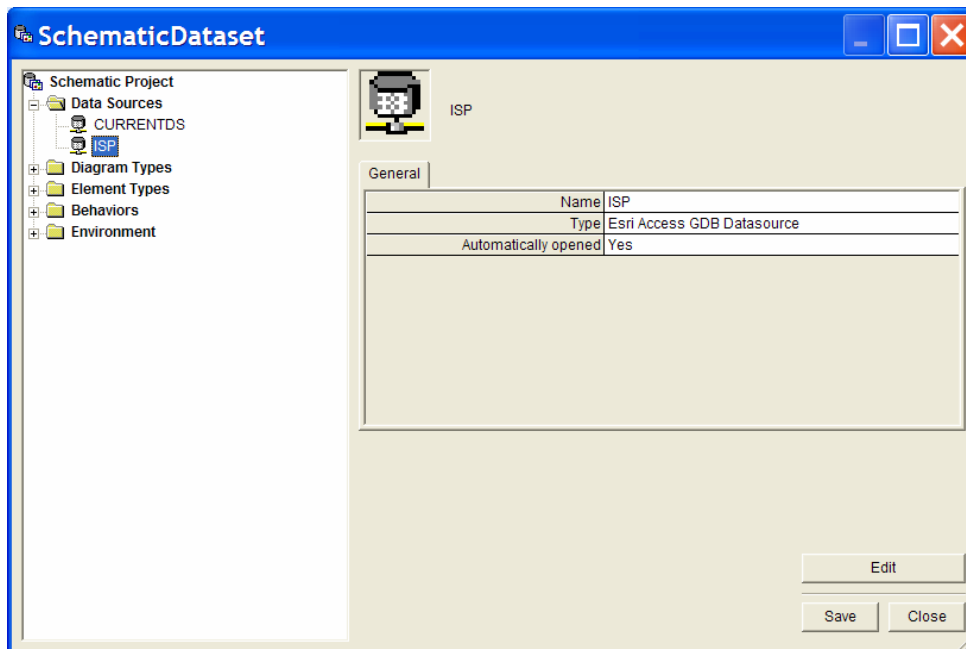 SchematicDataset
Schematic Project
Data Sources
CURRENTDS
ISP
Diagram Types
Element Types
Behaviors
Environment
ISP
General
Name ISP
Type Esri Access GDB Datasource
Automatically opened Yes
Edit
Save Close